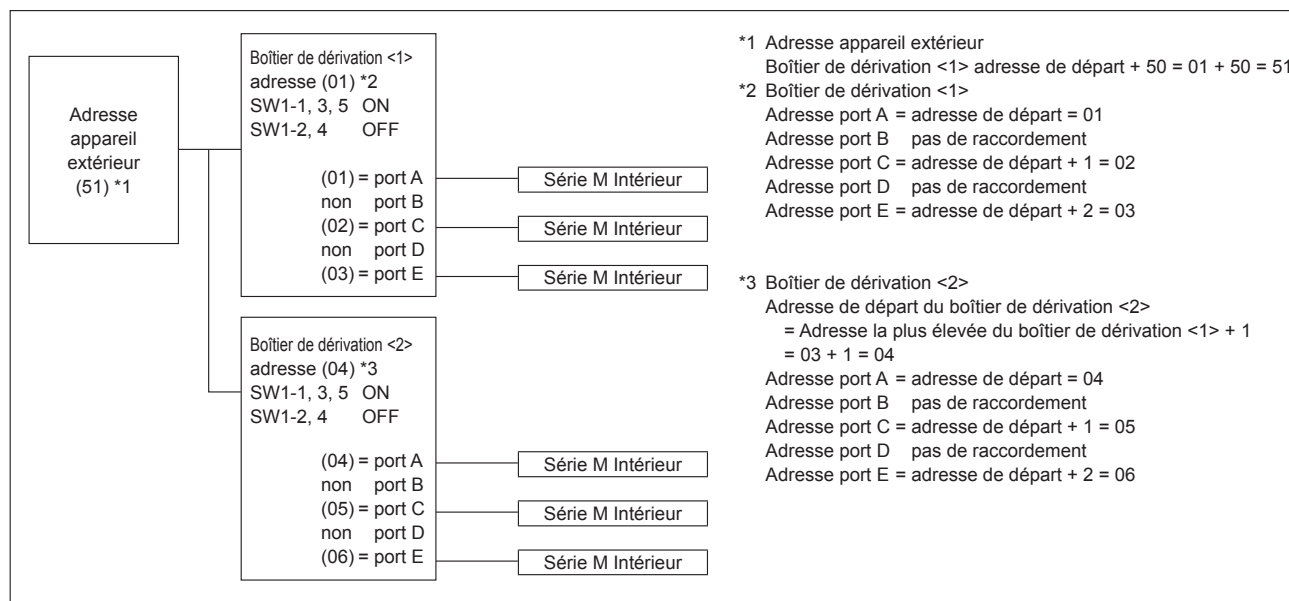 Adresse
appareil
extérieur
(51) *1
Boîtier de dérivation <1>
adresse (01) *2
SW1-1, 3, 5 ON
SW1-2, 4 OFF
(01) = port A
non port B
(02) = port C
non port D
(03) = port E
Série M Intérieur
Série M Intérieur
Série M Intérieur
Boîtier de dérivation <2>
adresse (04) *3
SW1-1, 3, 5 ON
SW1-2, 4 OFF
(04) = port A
non port B
(05) = port C
non port D
(06) = port E
Série M Intérieur
Série M Intérieur
Série M Intérieur
*1 Adresse appareil extérieur
Boîtier de dérivation <1> adresse de départ + 50 = 01 + 50 = 51
*2 Boîtier de dérivation <1>
Adresse port A = adresse de départ = 01
Adresse port B pas de raccordement
Adresse port C = adresse de départ + 1 = 02
Adresse port D pas de raccordement
Adresse port E = adresse de départ + 2 = 03
*3 Boîtier de dérivation <2>
Adresse de départ du boîtier de dérivation <2>
= Adresse la plus élevée du boîtier de dérivation <1> + 1
= 03 + 1 = 04
Adresse port A = adresse de départ = 04
Adresse port B pas de raccordement
Adresse port C = adresse de départ + 1 = 05
Adresse port D pas de raccordement
Adresse port E = adresse de départ + 2 = 06